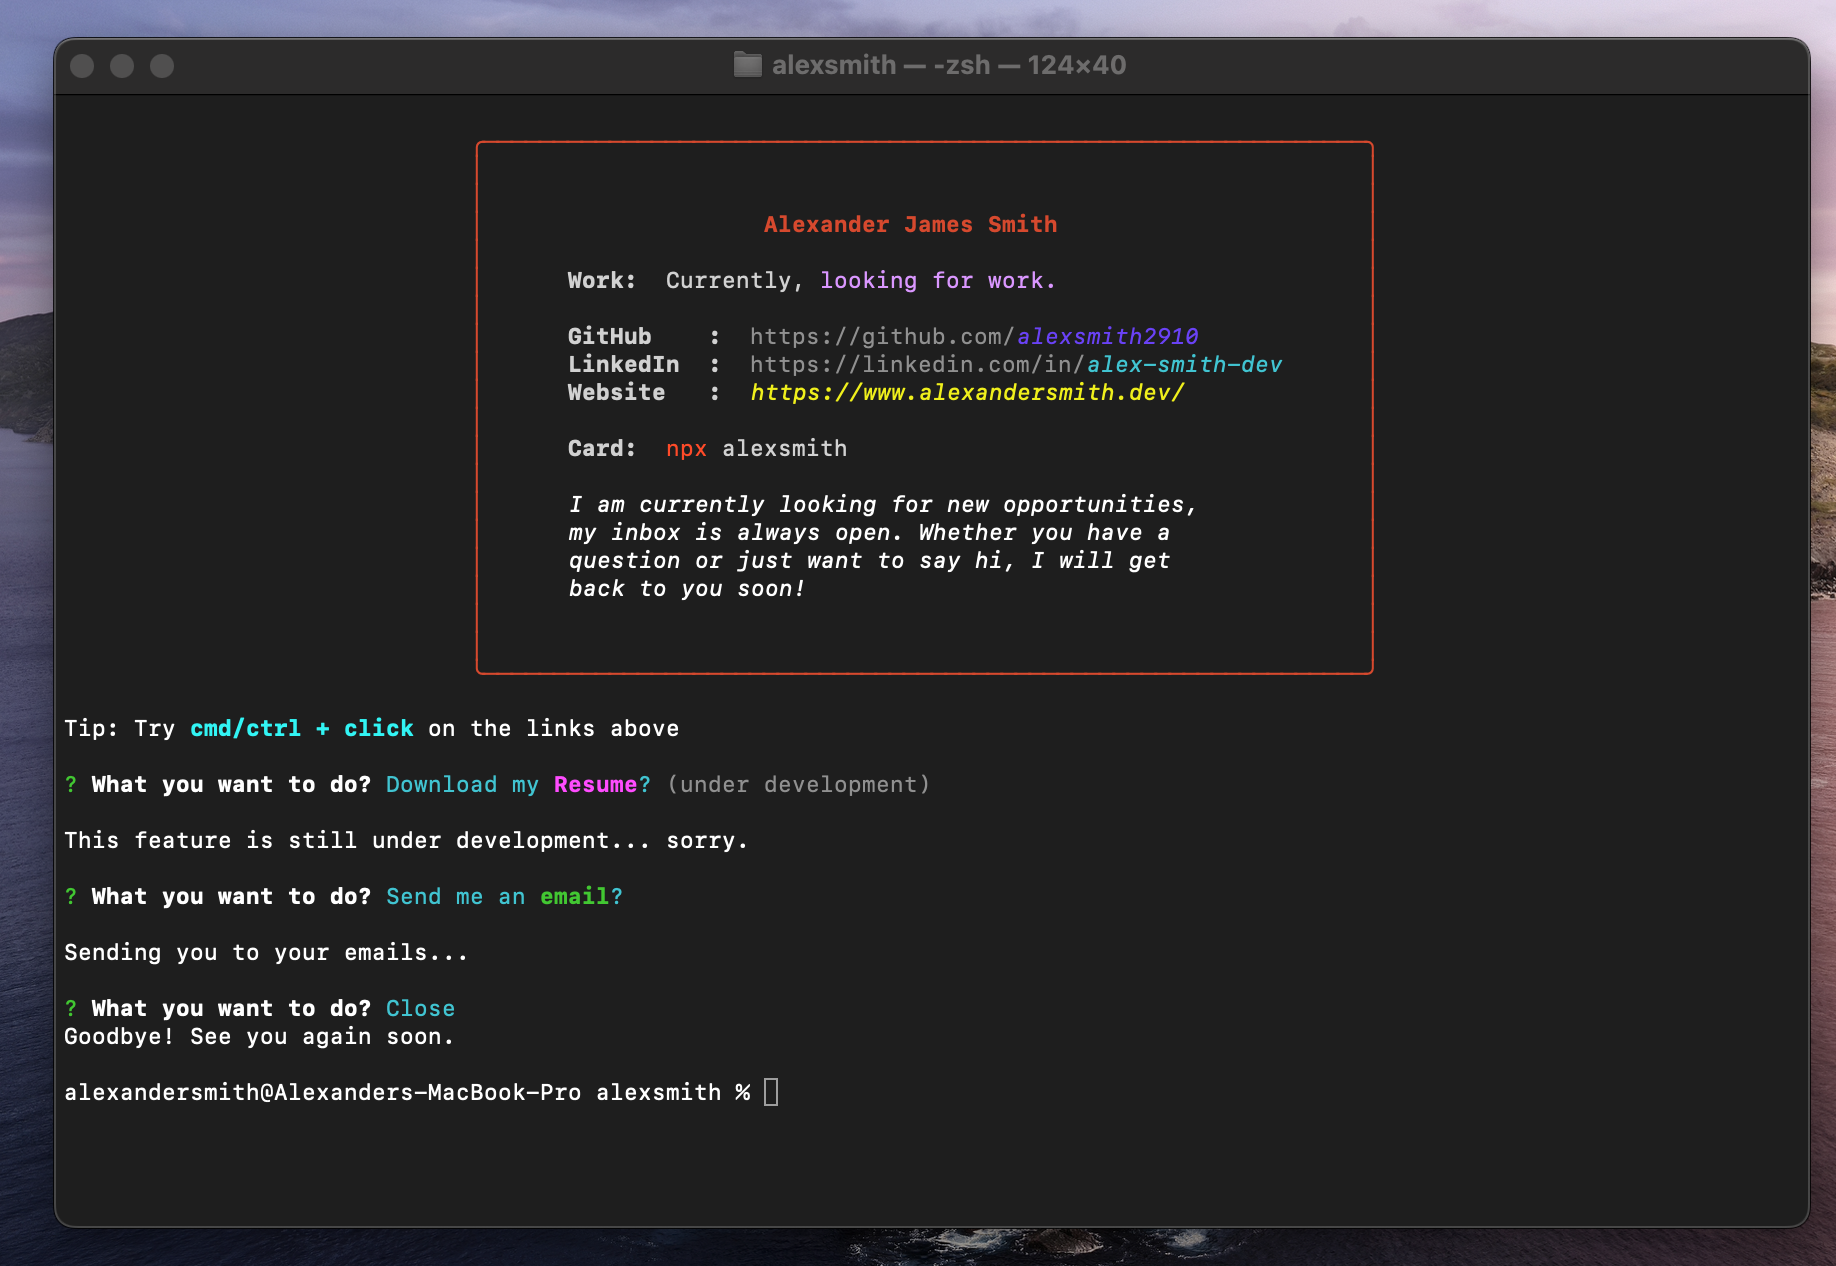 alexsmith — -zsh — 124×40
Alexander James Smith
Work:  Currently, looking for work.
GitHub    :  https://github.com/alexsmith2910
LinkedIn  :  https://linkedin.com/in/alex-smith-dev
Website   :  https://www.alexandersmith.dev/
Card:  npx alexsmith
I am currently looking for new opportunities,
my inbox is always open. Whether you have a
question or just want to say hi, I will get
back to you soon!
Tip: Try cmd/ctrl + click on the links above
? What you want to do? Download my Resume? (under development)
This feature is still under development... sorry.
? What you want to do? Send me an email?
Sending you to your emails...
? What you want to do? Close
Goodbye! See you again soon.
alexandersmith@Alexanders-MacBook-Pro alexsmith %